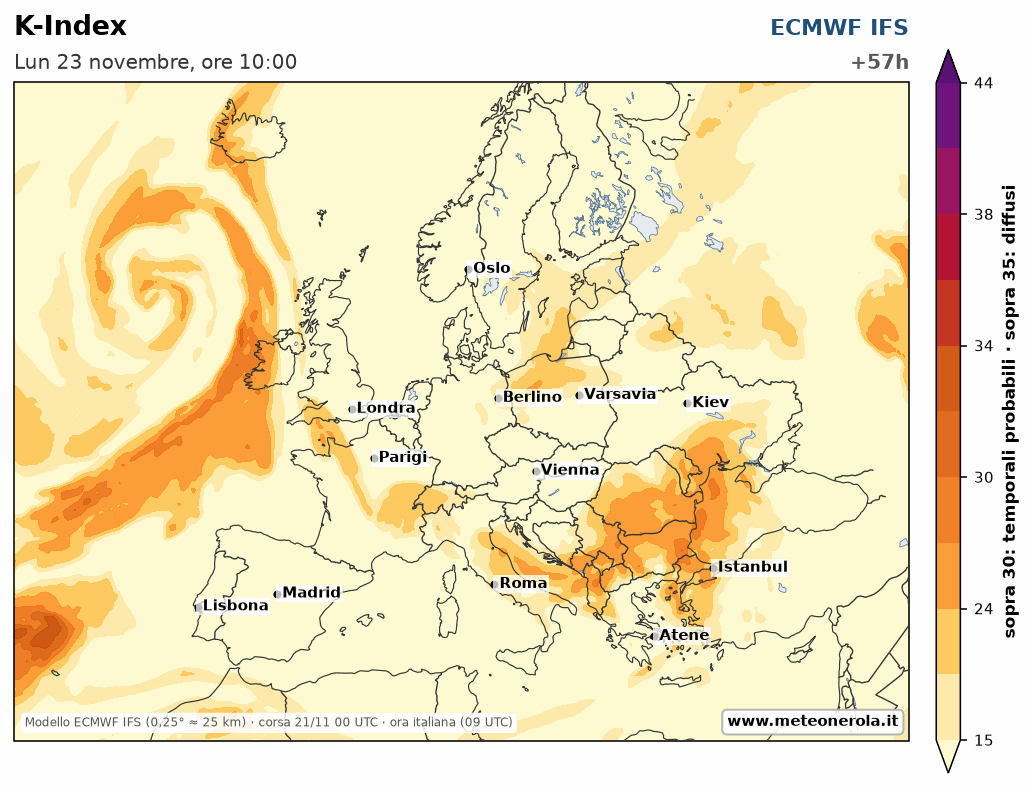 K-Index
ECMWF IFS
Lun 23 novembre, ore 10:00
+57h
44
38
34
30
24
15
sopra 30: temporali probabili · sopra 35: diffusi
Oslo
Berlino
Varsavia
Kiev
Londra
Parigi
Vienna
Istanbul
Roma
Madrid
Lisbona
Atene
Modello ECMWF IFS (0,25° ≈ 25 km) · corsa 21/11 00 UTC · ora italiana (09 UTC)
www.meteonerola.it